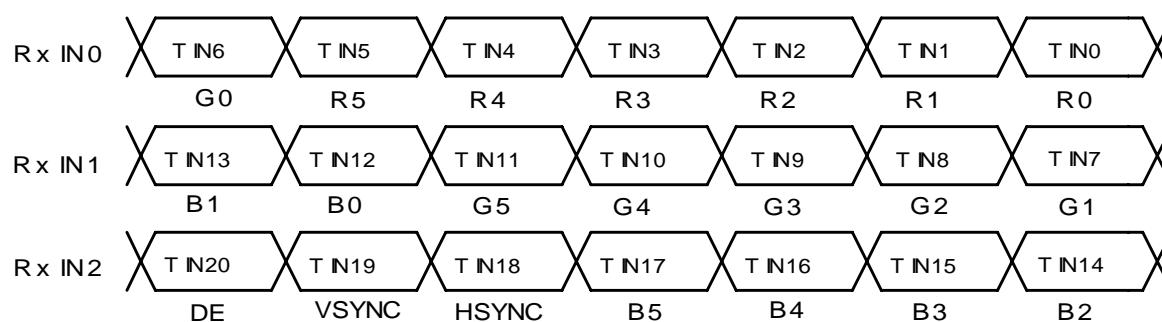 Rx IN0 TIN6 TIN5 TIN4 TIN3 TIN2 TIN1 TIN0
G0 R5 R4 R3 R2 R1 R0
Rx IN1 TIN13 TIN12 TIN11 TIN10 TIN9 TIN8 TIN7
B1 B0 G5 G4 G3 G2 G1
Rx IN2 TIN20 TIN19 TIN18 TIN17 TIN16 TIN15 TIN14
DE VSYNC HSYNC B5 B4 B3 B2